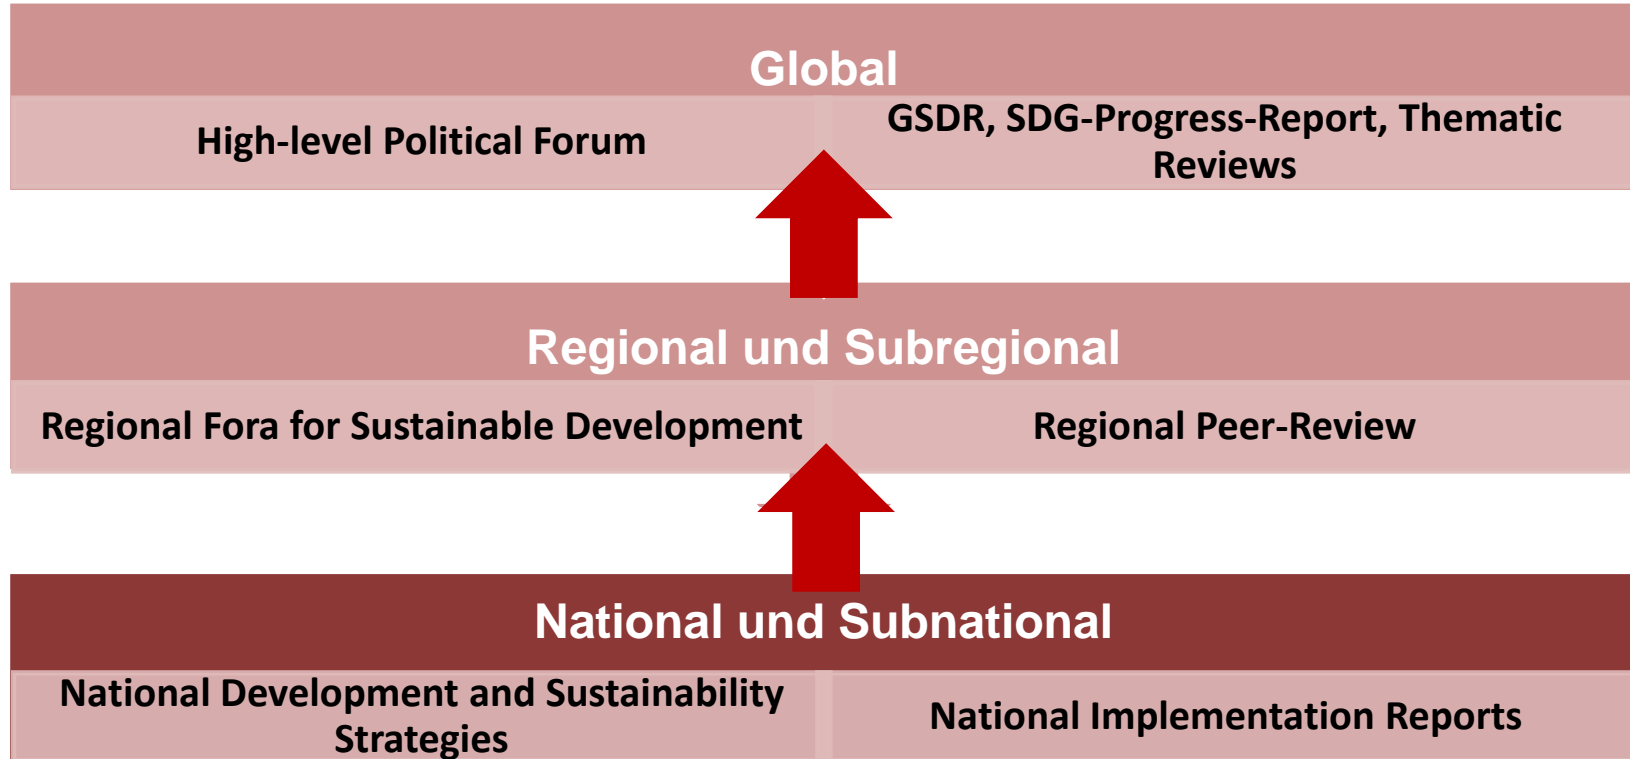 Global
High-level Political Forum
GSDR, SDG-Progress-Report, Thematic
Reviews
Regional und Subregional
Regional Fora for Sustainable Development
Regional Peer-Review
National und Subnational
National Development and Sustainability
Strategies
National Implementation Reports